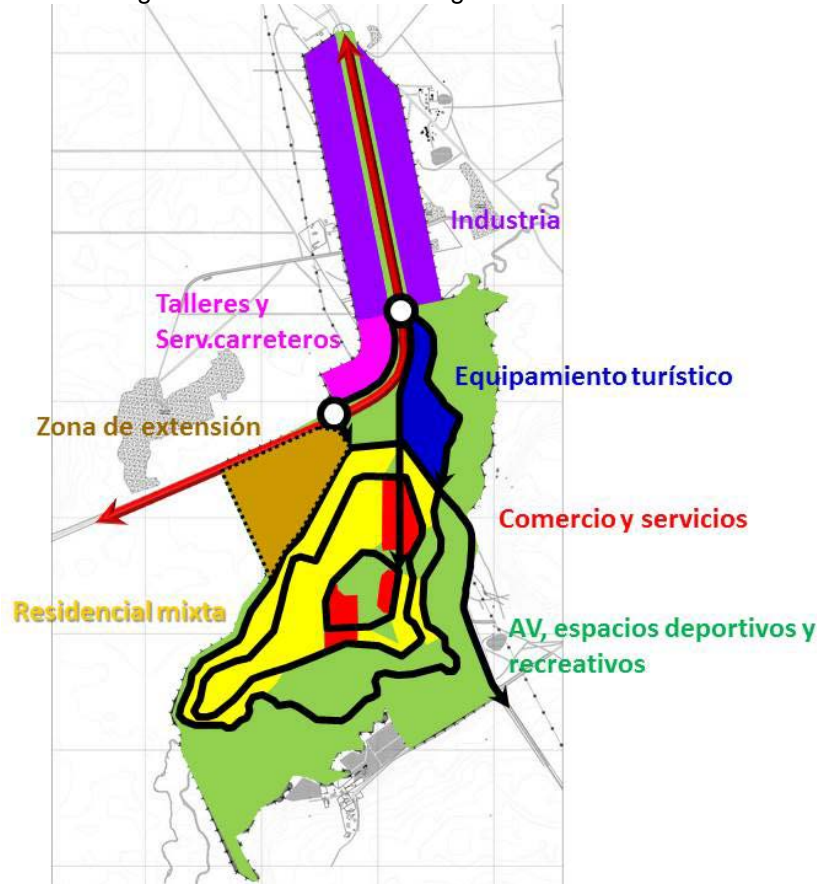 Industria
Talleres y
Serv.carreteros
Equipamiento turístico
Zona de extensión
Comercio y servicios
Residencial mixta
AV, espacios deportivos y
recreativos